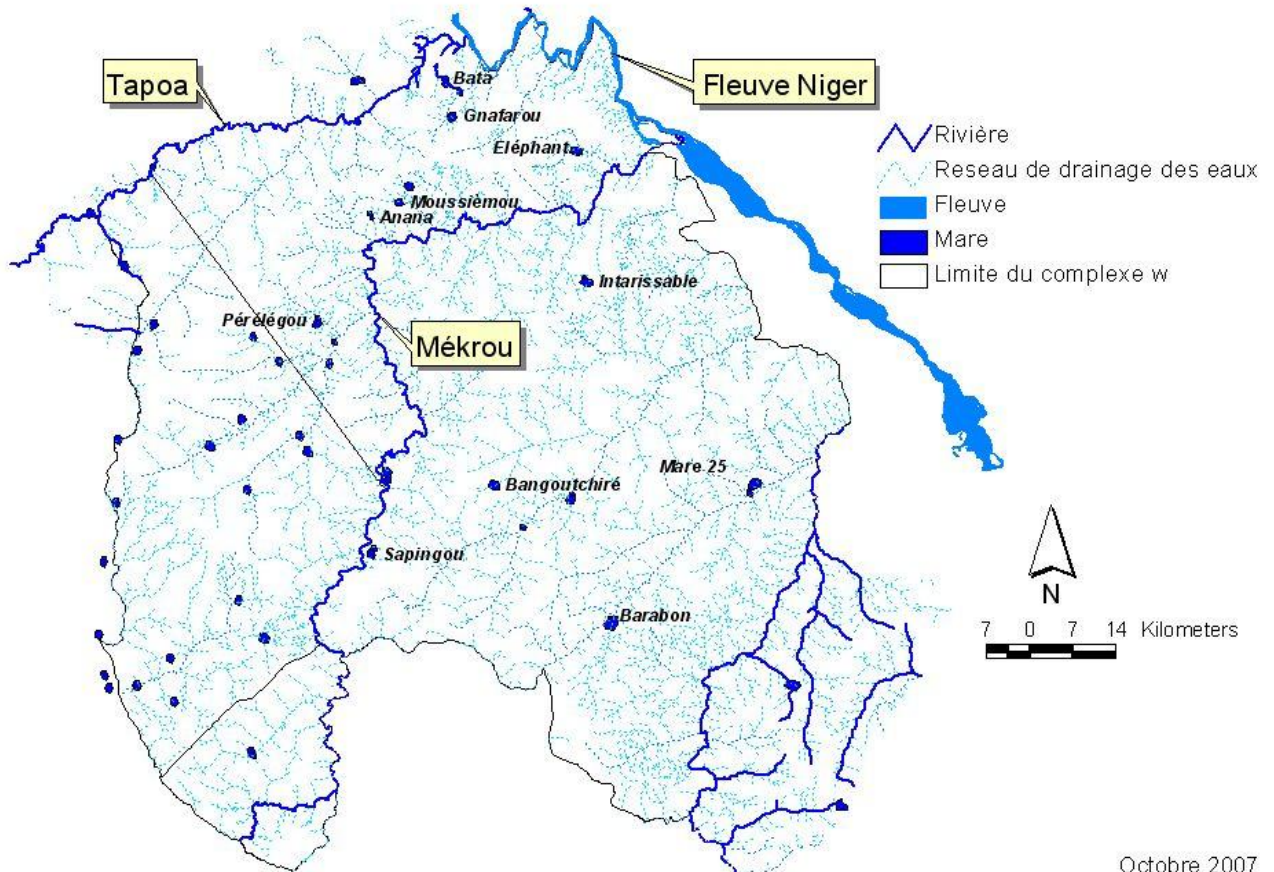 Tapoa
Bata
Fleuve Niger
Gnafarou
Eléphant
Rivière
Reseau de drainage des eaux
Fleuve
Mare
Limite du complexe w
Moussièmou
Anana
Intarissable
Pérélégou
Mékrou
Mare 25
Bangoutchiré
Sapingou
Barabon
N
7 0 7 14 Kilometers
Octobre 2007